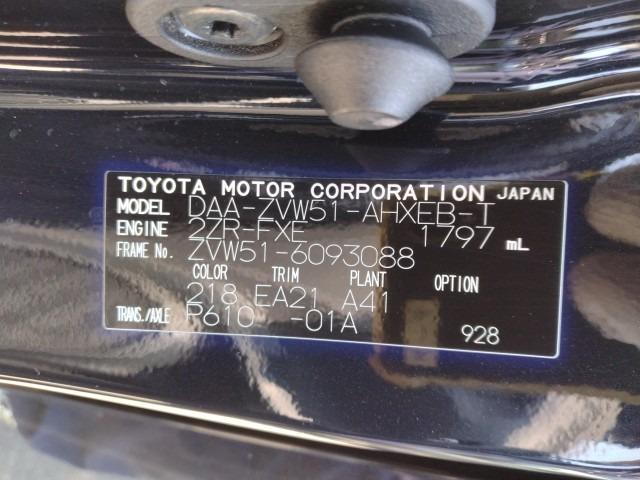 TOYOTA MOTOR CORPORATION JAPAN
MODEL DAA-ZVW51-AHXEB-T
ENGINE 2ZR-FXE 1797 mL
FRAME No. ZVW51-6093088
COLOR TRIM PLANT OPTION
218 EA21 A41
TRANS./AXLE P610 -01A
928